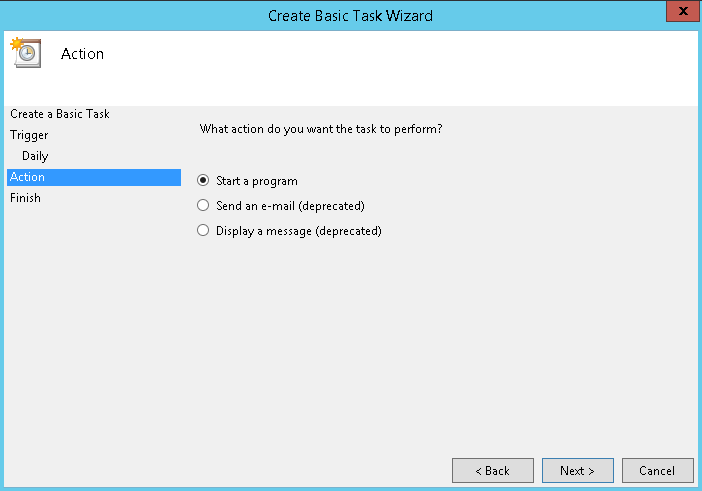 Create Basic Task Wizard
Action
Create a Basic Task
Trigger
Daily
Action
Finish
What action do you want the task to perform?
Start a program
Send an e-mail (deprecated)
Display a message (deprecated)
< Back
Next >
Cancel